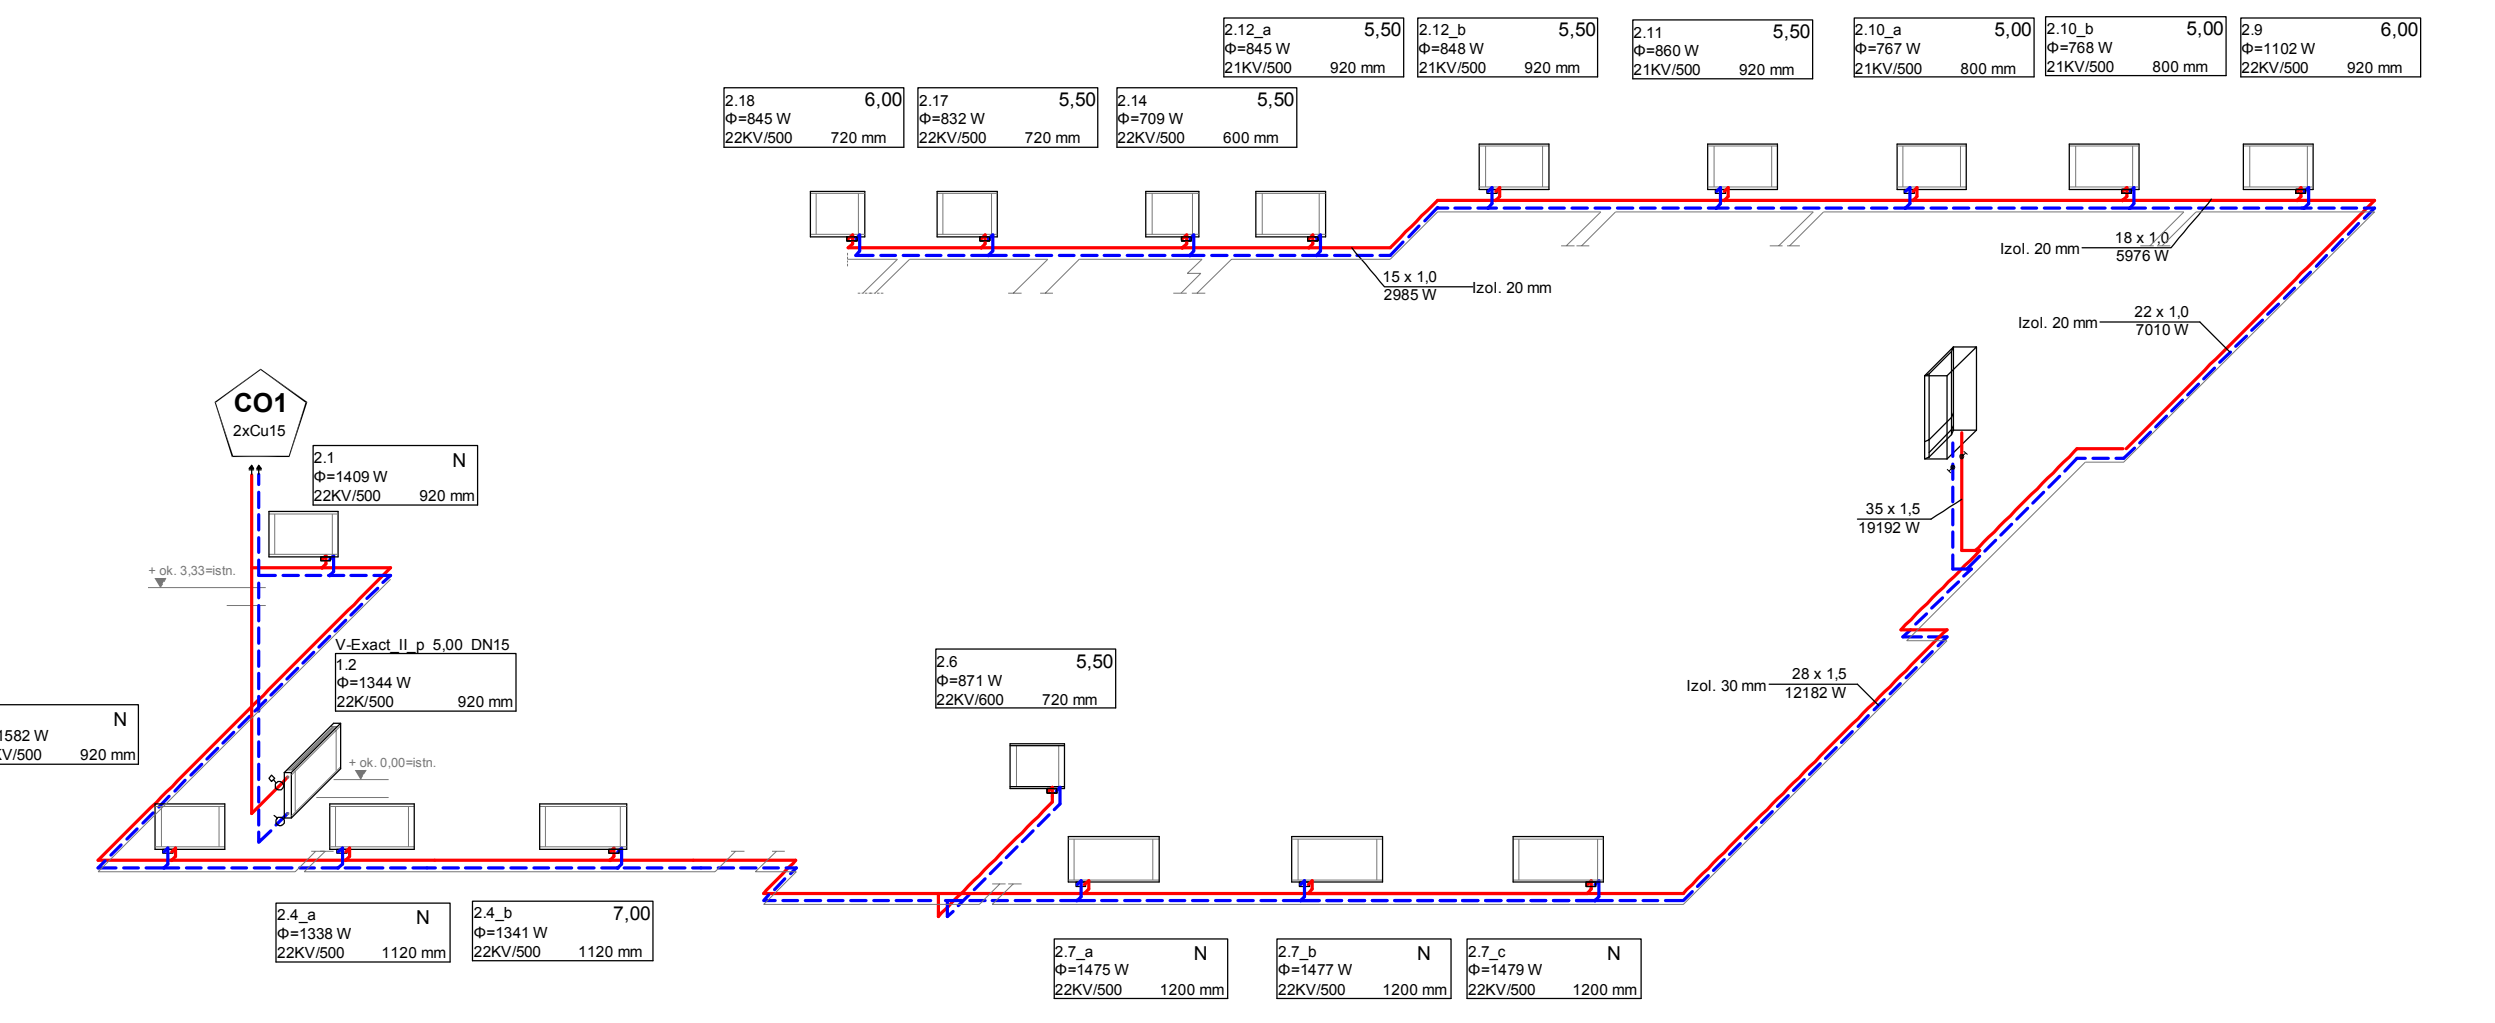 2.12_a 5,50
Φ=845 W
21KV/500 920 mm
2.12_b 5,50
Φ=848 W
21KV/500 920 mm
2.11 5,50
Φ=860 W
21KV/500 920 mm
2.10_a 5,00
Φ=767 W
21KV/500 800 mm
2.10_b 5,00
Φ=768 W
21KV/500 800 mm
2.9 6,00
Φ=1102 W
22KV/500 920 mm
2.18 6,00
Φ=845 W
22KV/500 720 mm
2.17 5,50
Φ=832 W
22KV/500 720 mm
2.14 5,50
Φ=709 W
22KV/500 600 mm
15 x 1,0
2985 W
Izol. 20 mm
18 x 1,0
Izol. 20 mm
5976 W
22 x 1,0
Izol. 20 mm
7010 W
CO1
2xCu15
2.1 N
Φ=1409 W
22KV/500 920 mm
35 x 1,5
19192 W
+ ok. 3,33=istn.
V-Exact_II_p 5,00 DN15
1.2
Φ=1344 W
22K/500 920 mm
2.6 5,50
Φ=871 W
22KV/600 720 mm
28 x 1,5
Izol. 30 mm
12182 W
N
1582 W
KV/500 920 mm
+ ok. 0,00=istn.
2.4_a N
Φ=1338 W
22KV/500 1120 mm
2.4_b 7,00
Φ=1341 W
22KV/500 1120 mm
2.7_a N
Φ=1475 W
22KV/500 1200 mm
2.7_b N
Φ=1477 W
22KV/500 1200 mm
2.7_c N
Φ=1479 W
22KV/500 1200 mm